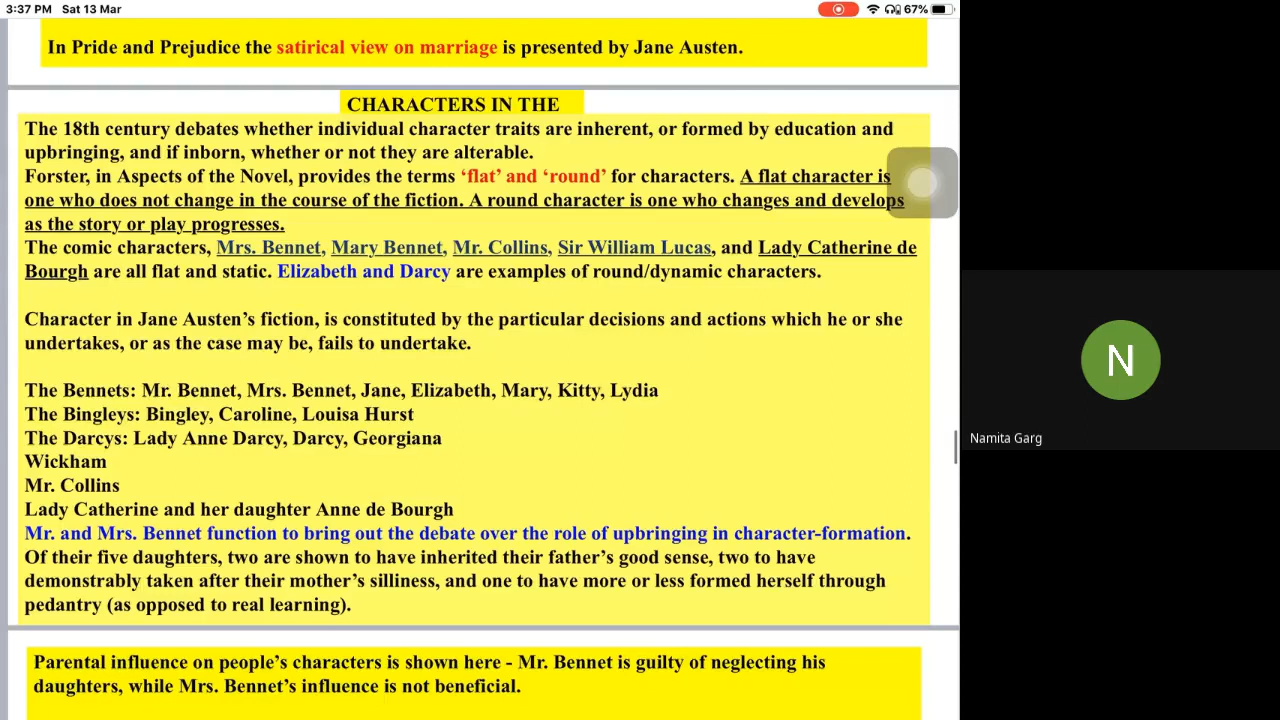 3:37 PM Sat 13 Mar
67%
In Pride and Prejudice the satirical view on marriage is presented by Jane Austen.
CHARACTERS IN THE
The 18th century debates whether individual character traits are inherent, or formed by education and
upbringing, and if inborn, whether or not they are alterable.
Forster, in Aspects of the Novel, provides the terms ‘flat’ and ‘round’ for characters. A flat character is
one who does not change in the course of the fiction. A round character is one who changes and develops
as the story or play progresses.
The comic characters, Mrs. Bennet, Mary Bennet, Mr. Collins, Sir William Lucas, and Lady Catherine de
Bourgh are all flat and static. Elizabeth and Darcy are examples of round/dynamic characters.
Character in Jane Austen’s fiction, is constituted by the particular decisions and actions which he or she
undertakes, or as the case may be, fails to undertake.
The Bennets: Mr. Bennet, Mrs. Bennet, Jane, Elizabeth, Mary, Kitty, Lydia
The Bingleys: Bingley, Caroline, Louisa Hurst
The Darcys: Lady Anne Darcy, Darcy, Georgiana
Wickham
Mr. Collins
Lady Catherine and her daughter Anne de Bourgh
Mr. and Mrs. Bennet function to bring out the debate over the role of upbringing in character-formation.
Of their five daughters, two are shown to have inherited their father’s good sense, two to have
demonstrably taken after their mother’s silliness, and one to have more or less formed herself through
pedantry (as opposed to real learning).
Parental influence on people’s characters is shown here - Mr. Bennet is guilty of neglecting his
daughters, while Mrs. Bennet’s influence is not beneficial.
N
Namita Garg